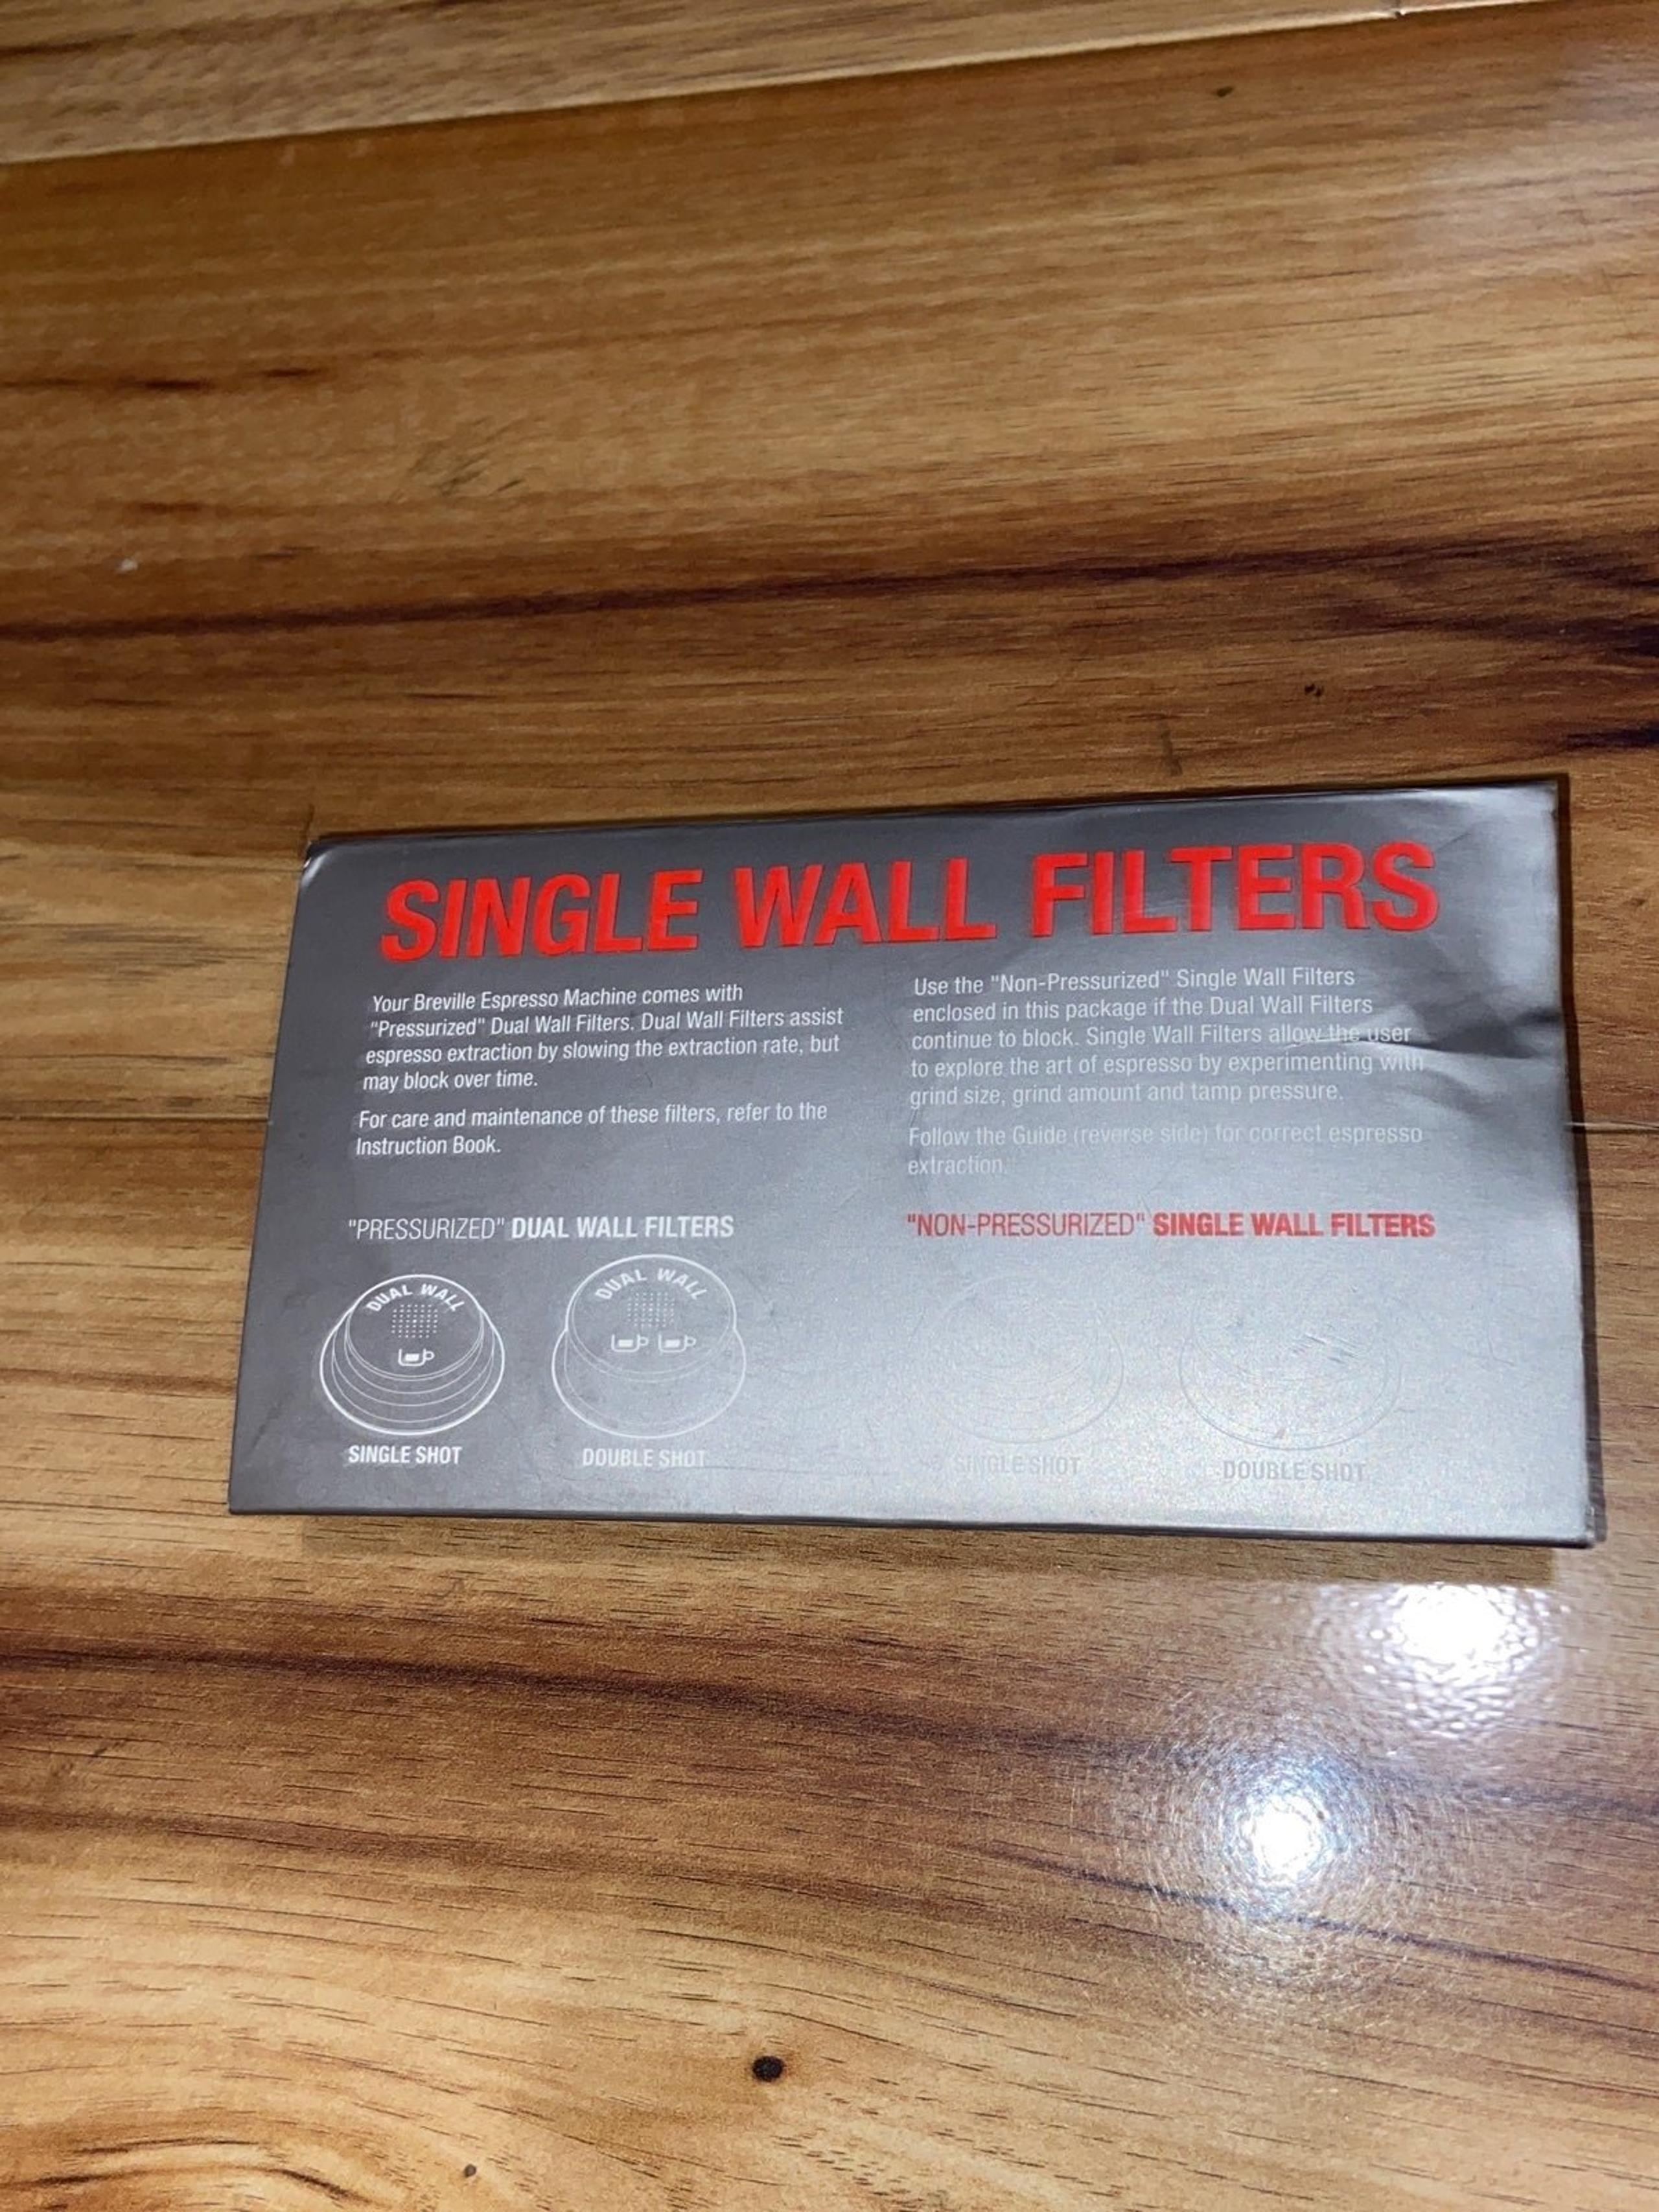 SINGLE WALL FILTERS
Your Breville Espresso Machine comes with
"Pressurized" Dual Wall Filters. Dual Wall Filters assist
espresso extraction by slowing the extraction rate, but
may block over time.
For care and maintenance of these filters, refer to the
Instruction Book.
Use the "Non-Pressurized" Single Wall Filters
enclosed in this package if the Dual Wall Filters
continue to block. Single Wall Filters allow the user
to explore the art of espresso by experimenting with
grind size, grind amount and tamp pressure.
Follow the Guide (reverse side) for correct espresso
extraction.
"PRESSURIZED" DUAL WALL FILTERS
DUAL WALL
SINGLE SHOT
DUAL WALL
DOUBLE SHOT
"NON-PRESSURIZED" SINGLE WALL FILTERS
SINGLE SHOT
DOUBLE SHOT